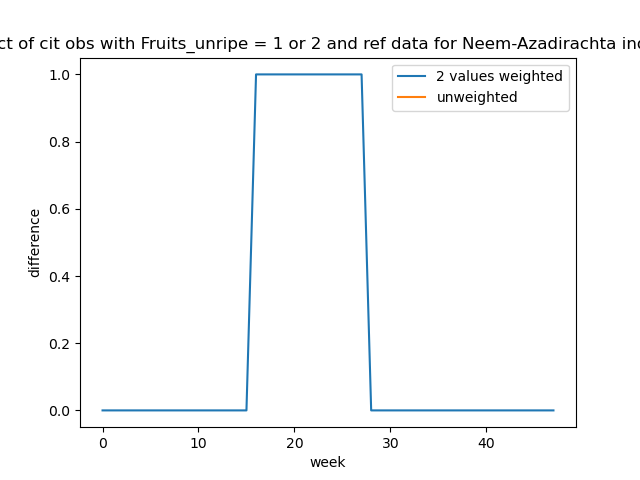 ct of cit obs with Fruits_unripe = 1 or 2 and ref data for Neem-Azadirachta in
2 values weighted
unweighted
1.0
0.8
0.6
0.4
0.2
0.0
difference
0
10
20
30
40
week